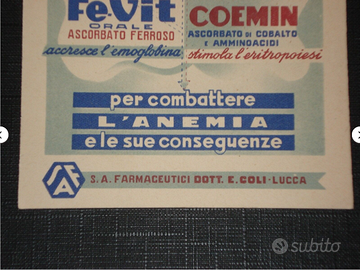 FeVit
ORALE
ASCORBATO FERROSO
accresce l'emoglobina
COEMIN
ASCORBATO DI COBALTO
E AMMINOACIDI
stimola l'eritropoiesi
per combattere
L'ANEMIA
e le sue conseguenze
SAF
S. A. FARMACEUTICI DOTT. E. COLI - LUCCA
subito